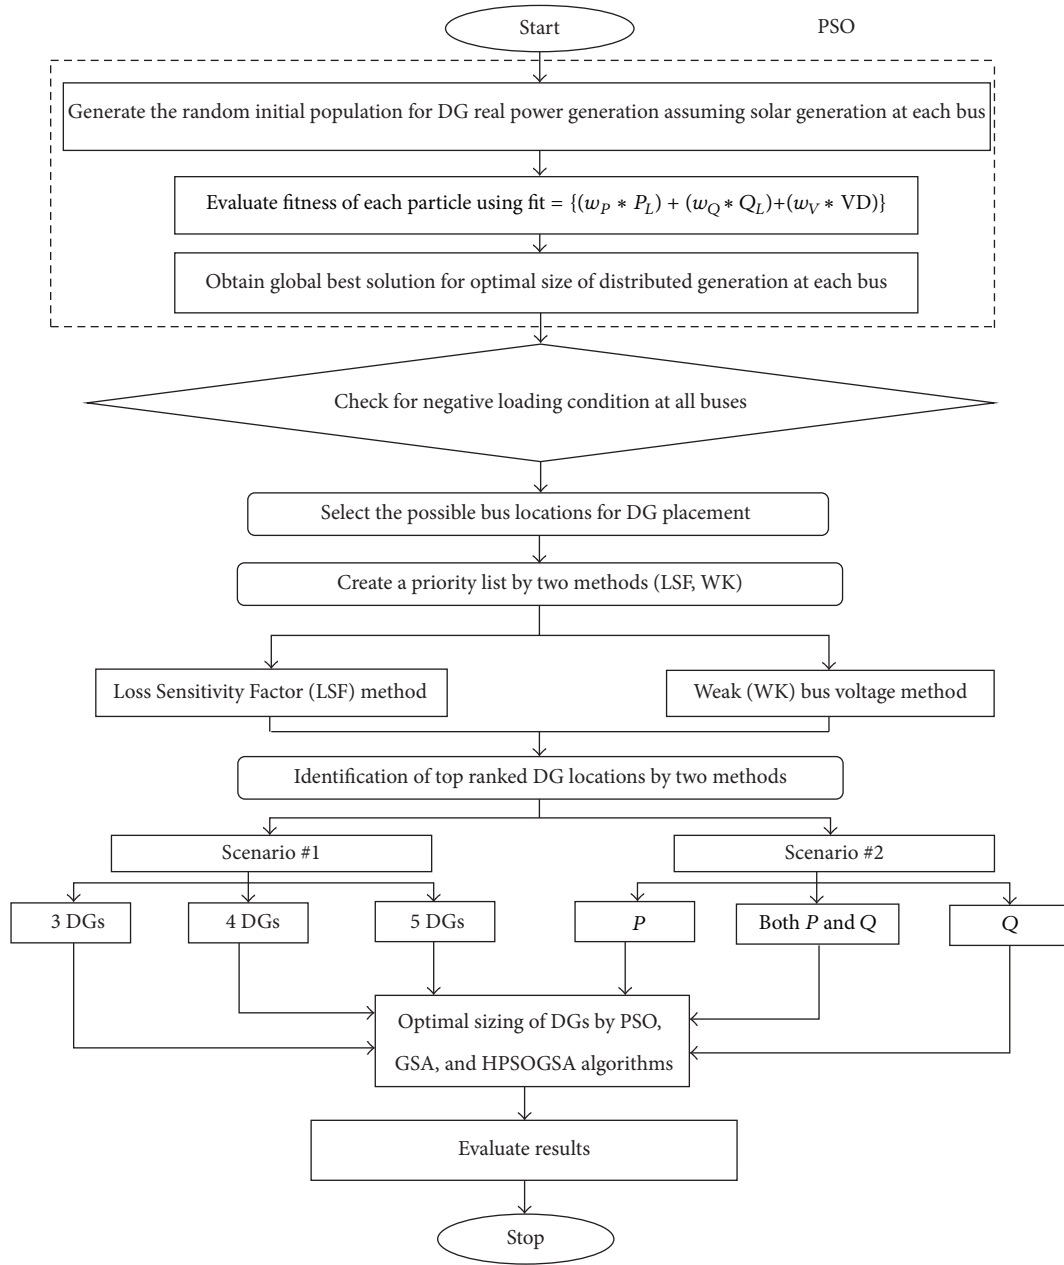 Start
PSO
Generate the random initial population for DG real power generation assuming solar generation at each bus
Evaluate fitness of each particle using fit = {(w_P * P_L) + (w_Q * Q_L)+(w_V * VD)}
Obtain global best solution for optimal size of distributed generation at each bus
Check for negative loading condition at all buses
Select the possible bus locations for DG placement
Create a priority list by two methods (LSF, WK)
Loss Sensitivity Factor (LSF) method
Weak (WK) bus voltage method
Identification of top ranked DG locations by two methods
Scenario #1
Scenario #2
3 DGs
4 DGs
5 DGs
P
Both P and Q
Q
Optimal sizing of DGs by PSO,
GSA, and HPSOGSA algorithms
Evaluate results
Stop